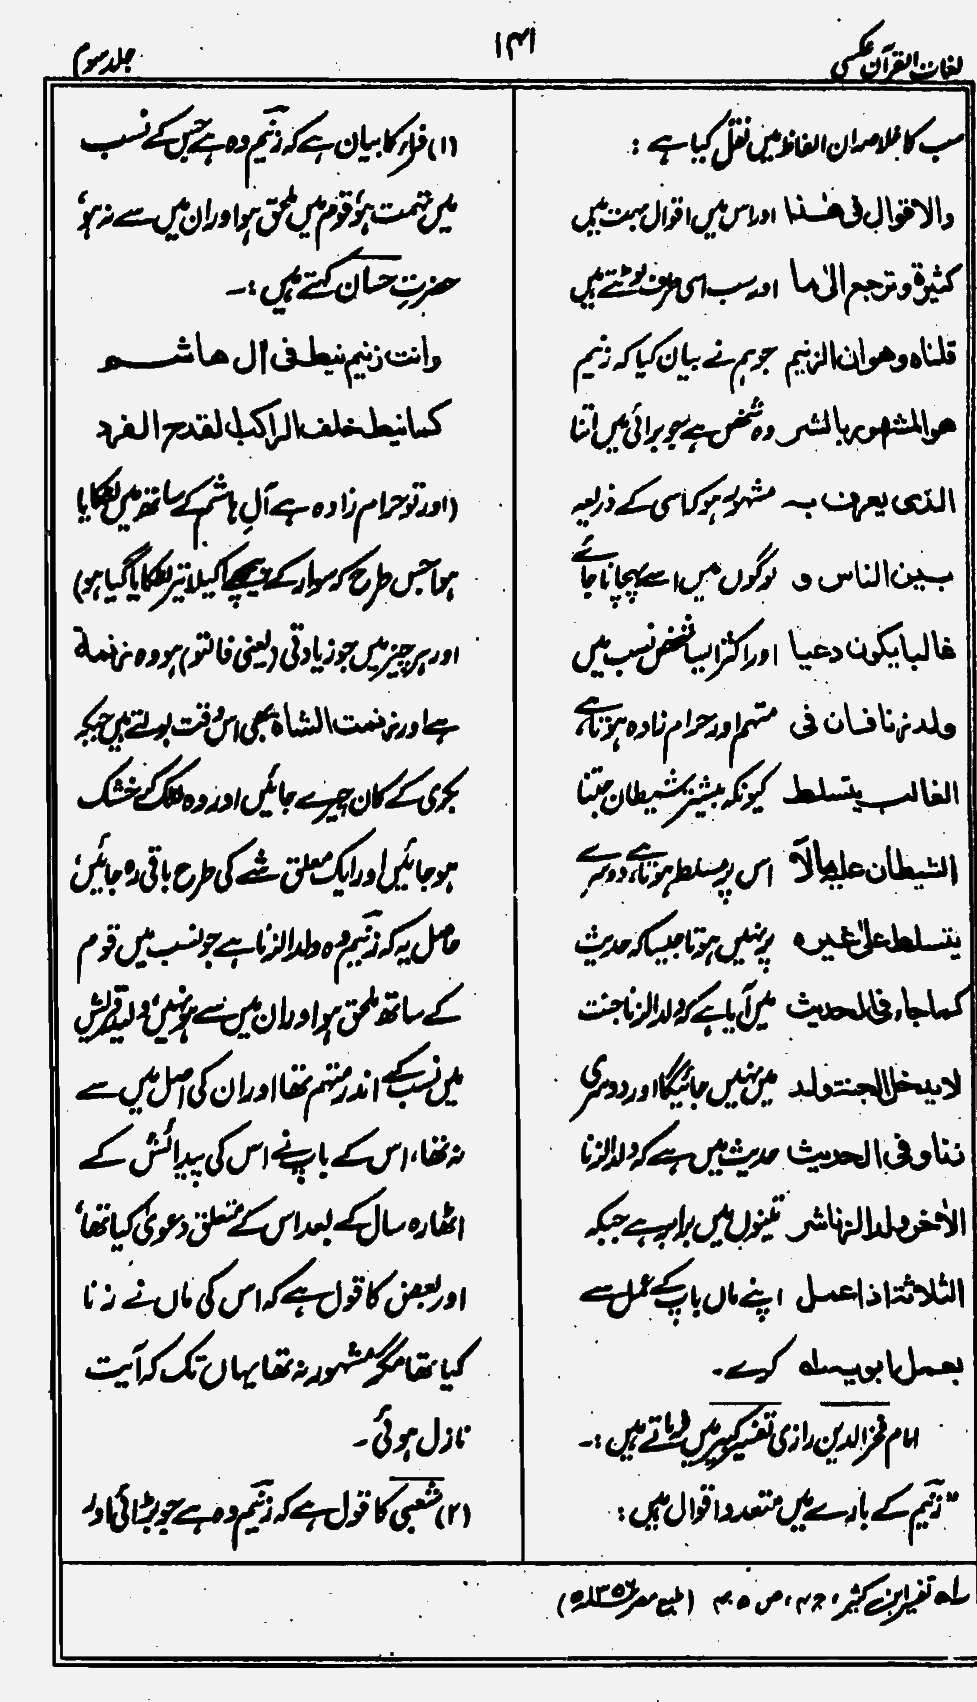 لغات القرآن عکسی
۱۴۱
جلد سوم
سب کا خلاصہ ان الفاظ میں نقل کیا ہے :
والاقوال فی ھذا اور اس میں اقوال بہت ہیں
کثیرۃ و ترجع الیٰ ما اور سب اسی طرف لوٹتے ہیں
قلناہ وھو ان الزنیم جو ہم نے بیان کیا کہ زنیم
ھو المشھور بالشر وہ شخص ہے جو برائی میں اتنا
الذی یعرف بہ مشہور ہو کہ اسی کے ذریعہ
بین الناس و لوگوں میں اسے پہچانا جائے
غالبا یکون دعیا اور اکثر ایسا شخص نسب میں
ولد زنا فان فی متہم اور حرام زادہ ہوتا ہے،
الغالب یتسلط کیونکہ بیشتر شیطان جتنا
الشیطان علیہ مالا اس پر مسلط ہوتا ہے، دوسرے
یتسلط علیٰ غیرہ پر نہیں ہوتا جیسا کہ حدیث
کما جاء فی الحدیث میں آیا ہے کہ ولد الزنا جنت
لا یدخل الجنۃ ولد میں نہیں جائیگا اور دوسری
زنا و فی الحدیث حدیث میں ہے کہ ولد الزنا
الاٰخر ولد الزنا شر تینوں میں برابر ہے جبکہ
الثلاثۃ اذا عمل اپنے ماں باپ کے عمل سے
بعمل ابویہ لہ کرے۔
امام فخر الدین رازی تفسیر کبیر میں فرماتے ہیں :۔
" زنیم کے بارے میں متعدد اقوال ہیں :
(۱) فراء کا بیان ہے کہ زنیم وہ ہے جس کے نسب
میں تہمت ہو، قوم میں ملحق ہو اور ان میں سے نہ ہو،
حضرت حسان کہتے ہیں :۔
وانت زنیم نیط فی اٰل ھاشم
کما نیط خلف الراکب القدح الفرد
(اور تو حرام زادہ ہے آلِ ہاشم کے ساتھ میں لٹکایا
ہوا جس طرح کہ سوار کے پیچھے اکیلا تیر لٹکایا گیا ہو)
اور ہر چیز میں جو زیادتی (یعنی فالتو) ہو وہ زنمۃ
ہے اور زنمت الشاۃ بھی اس وقت بولتے ہیں جبکہ
بکری کے کان چیرے جائیں اور وہ لٹک کے خشک
ہو جائیں اور ایک معلق شے کی طرح باقی رہ جائیں،
حاصل یہ کہ زنیم وہ ولد الزنا ہے جو نسب میں قوم
کے ساتھ ملحق ہو اور ان میں سے ہو نہیں، ولید قریش
میں نسب کے اندر متہم تھا اور ان کی اصل میں سے
نہ تھا، اس کے باپ نے اس کی پیدائش کے
اٹھارہ سال کے بعد اس کے متعلق دعویٰ کیا تھا،
اور بعض کا قول ہے کہ اس کی ماں نے زنا
کیا تھا مگر مشہور نہ تھا یہاں تک کہ آیت
نازل ہوئی ۔
(۲) شعبی کا قول ہے کہ زنیم وہ ہے جو بڑائی اور
لہ تفسیر ابن کثیر، ج ۴، ص ۴۰۵ (طبع مصر ۱۳۵۶ھ)